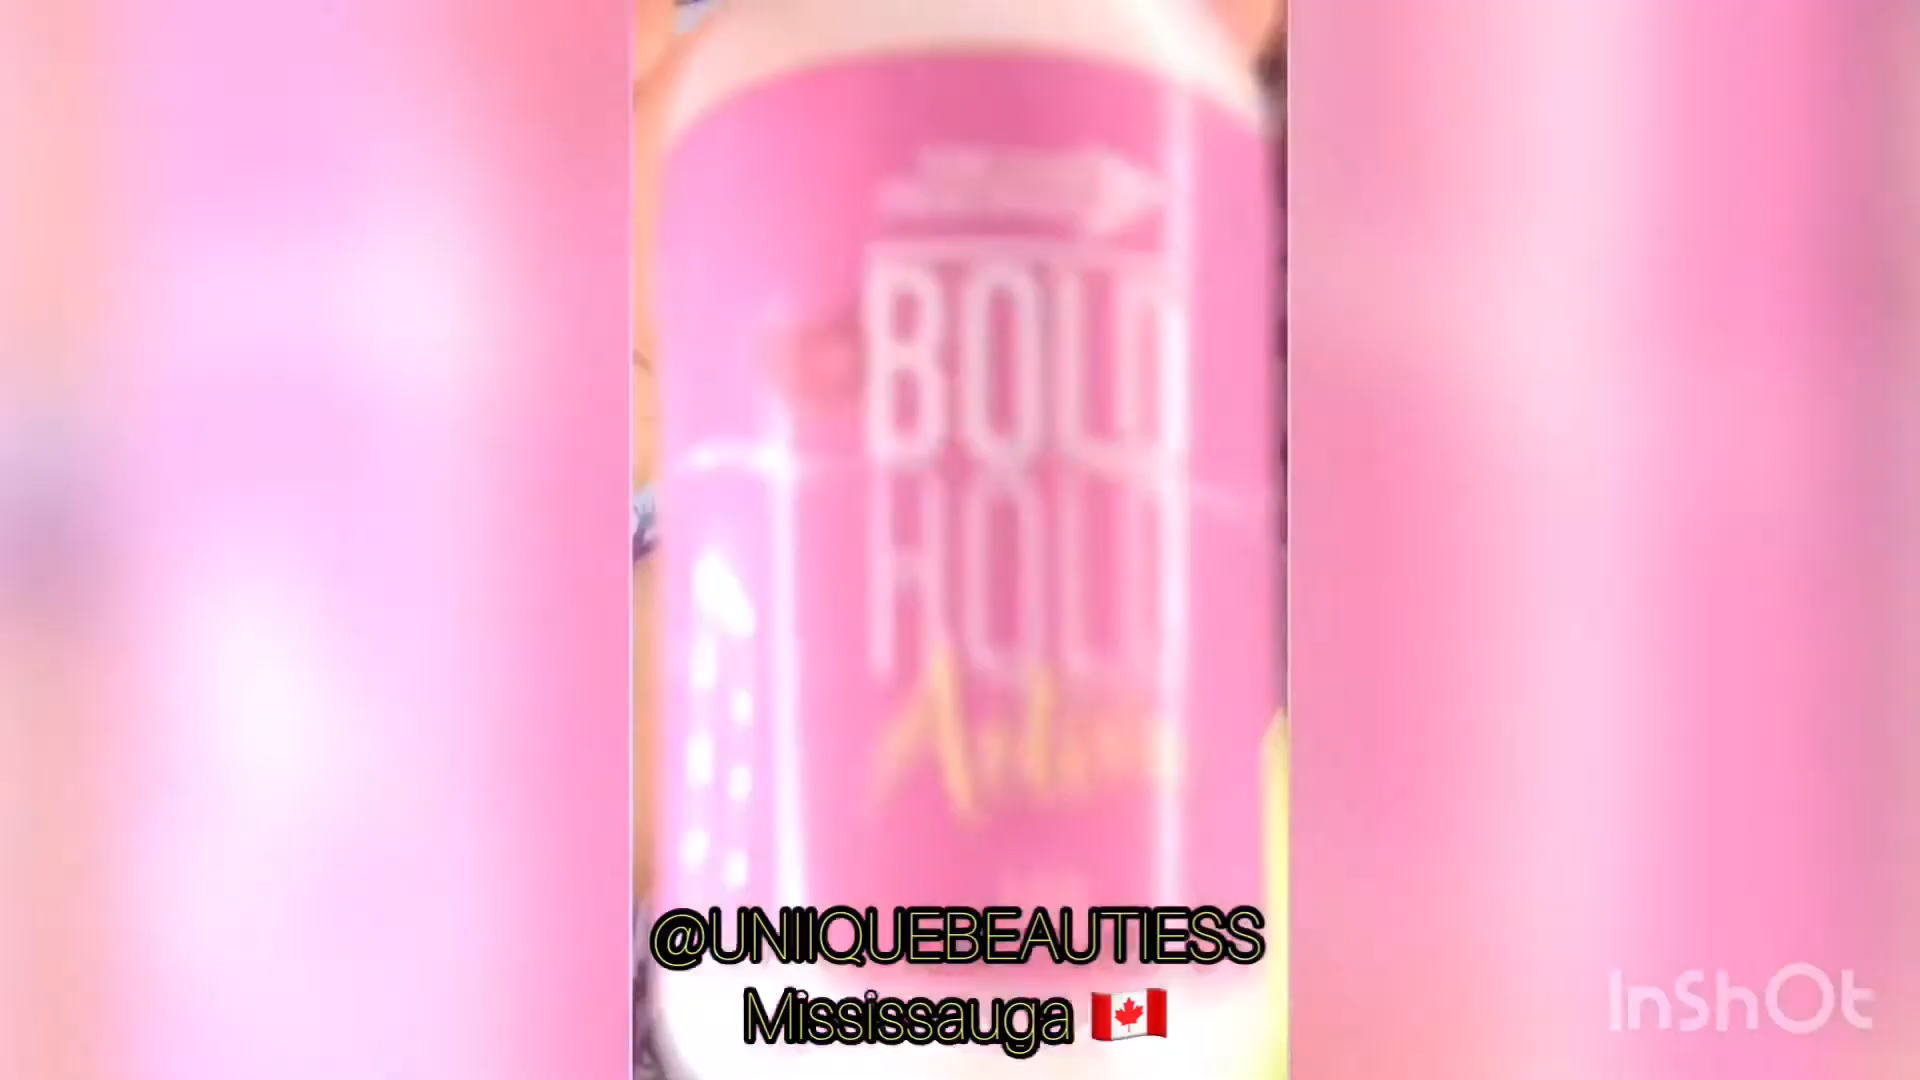 BOLD
HOLD
@UNIIQUEBEAUTIESS
Mississauga 🇨🇦
InShOt